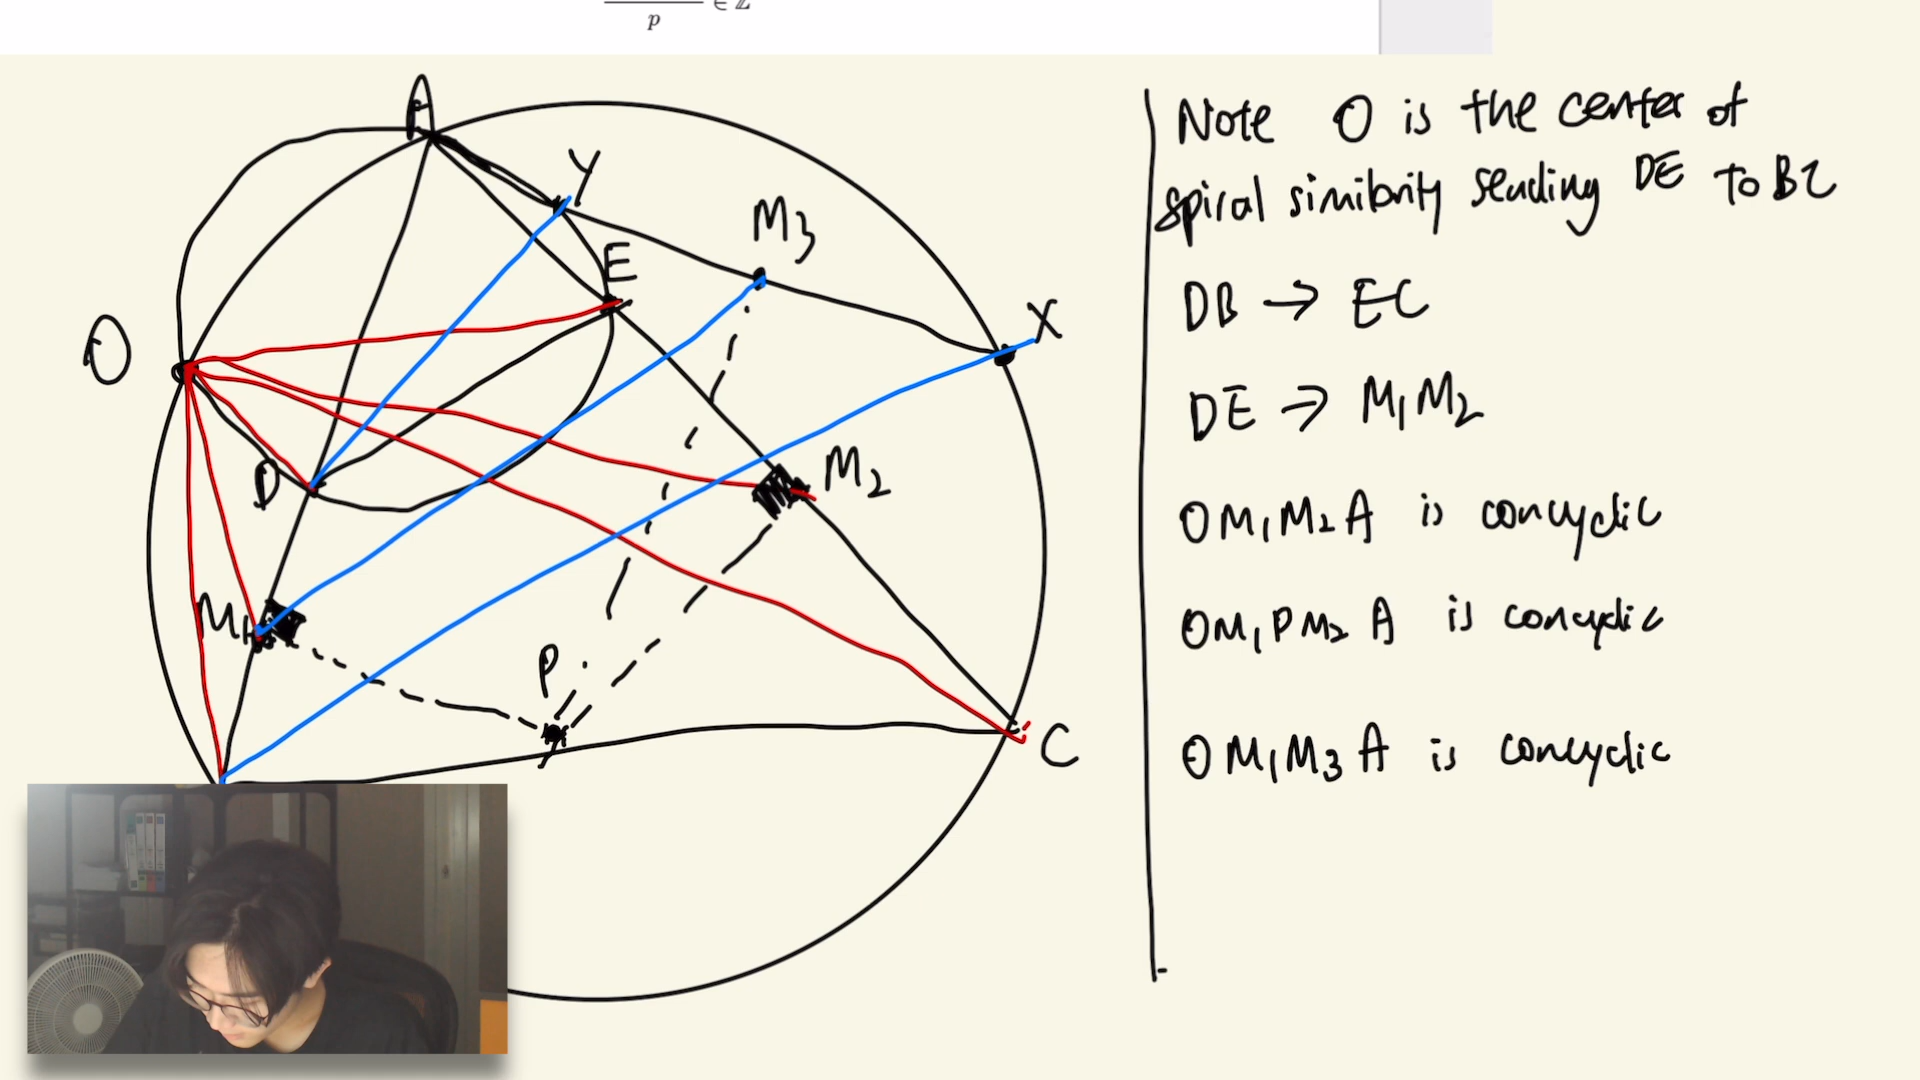 p ∈ ℤ
A
Y
M3
E
X
O
M2
D
M1
P
C
Note O is the center of
spiral similarity sending DE to BC
DB → EC
DE → M1M2
OM1M2A is concyclic
OM1PM2A is concyclic
OM1M3A is concyclic